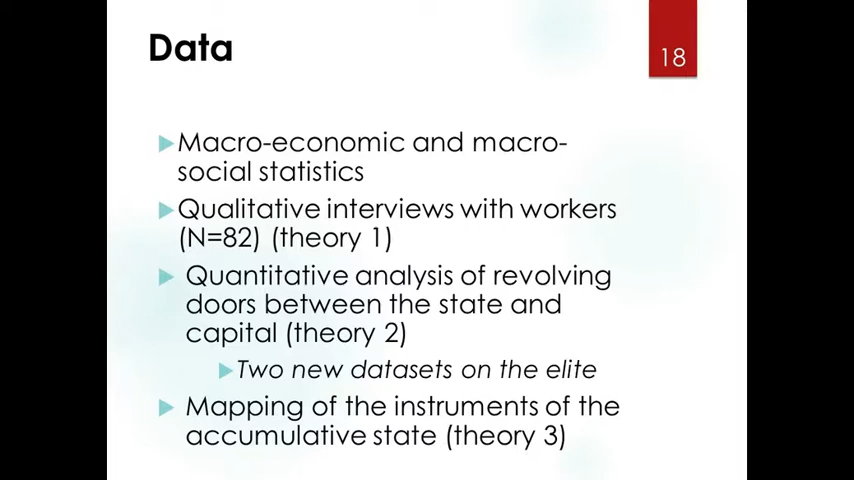 Data
18
Macro-economic and macro-
social statistics
Qualitative interviews with workers
(N=82) (theory 1)
Quantitative analysis of revolving
doors between the state and
capital (theory 2)
Two new datasets on the elite
Mapping of the instruments of the
accumulative state (theory 3)